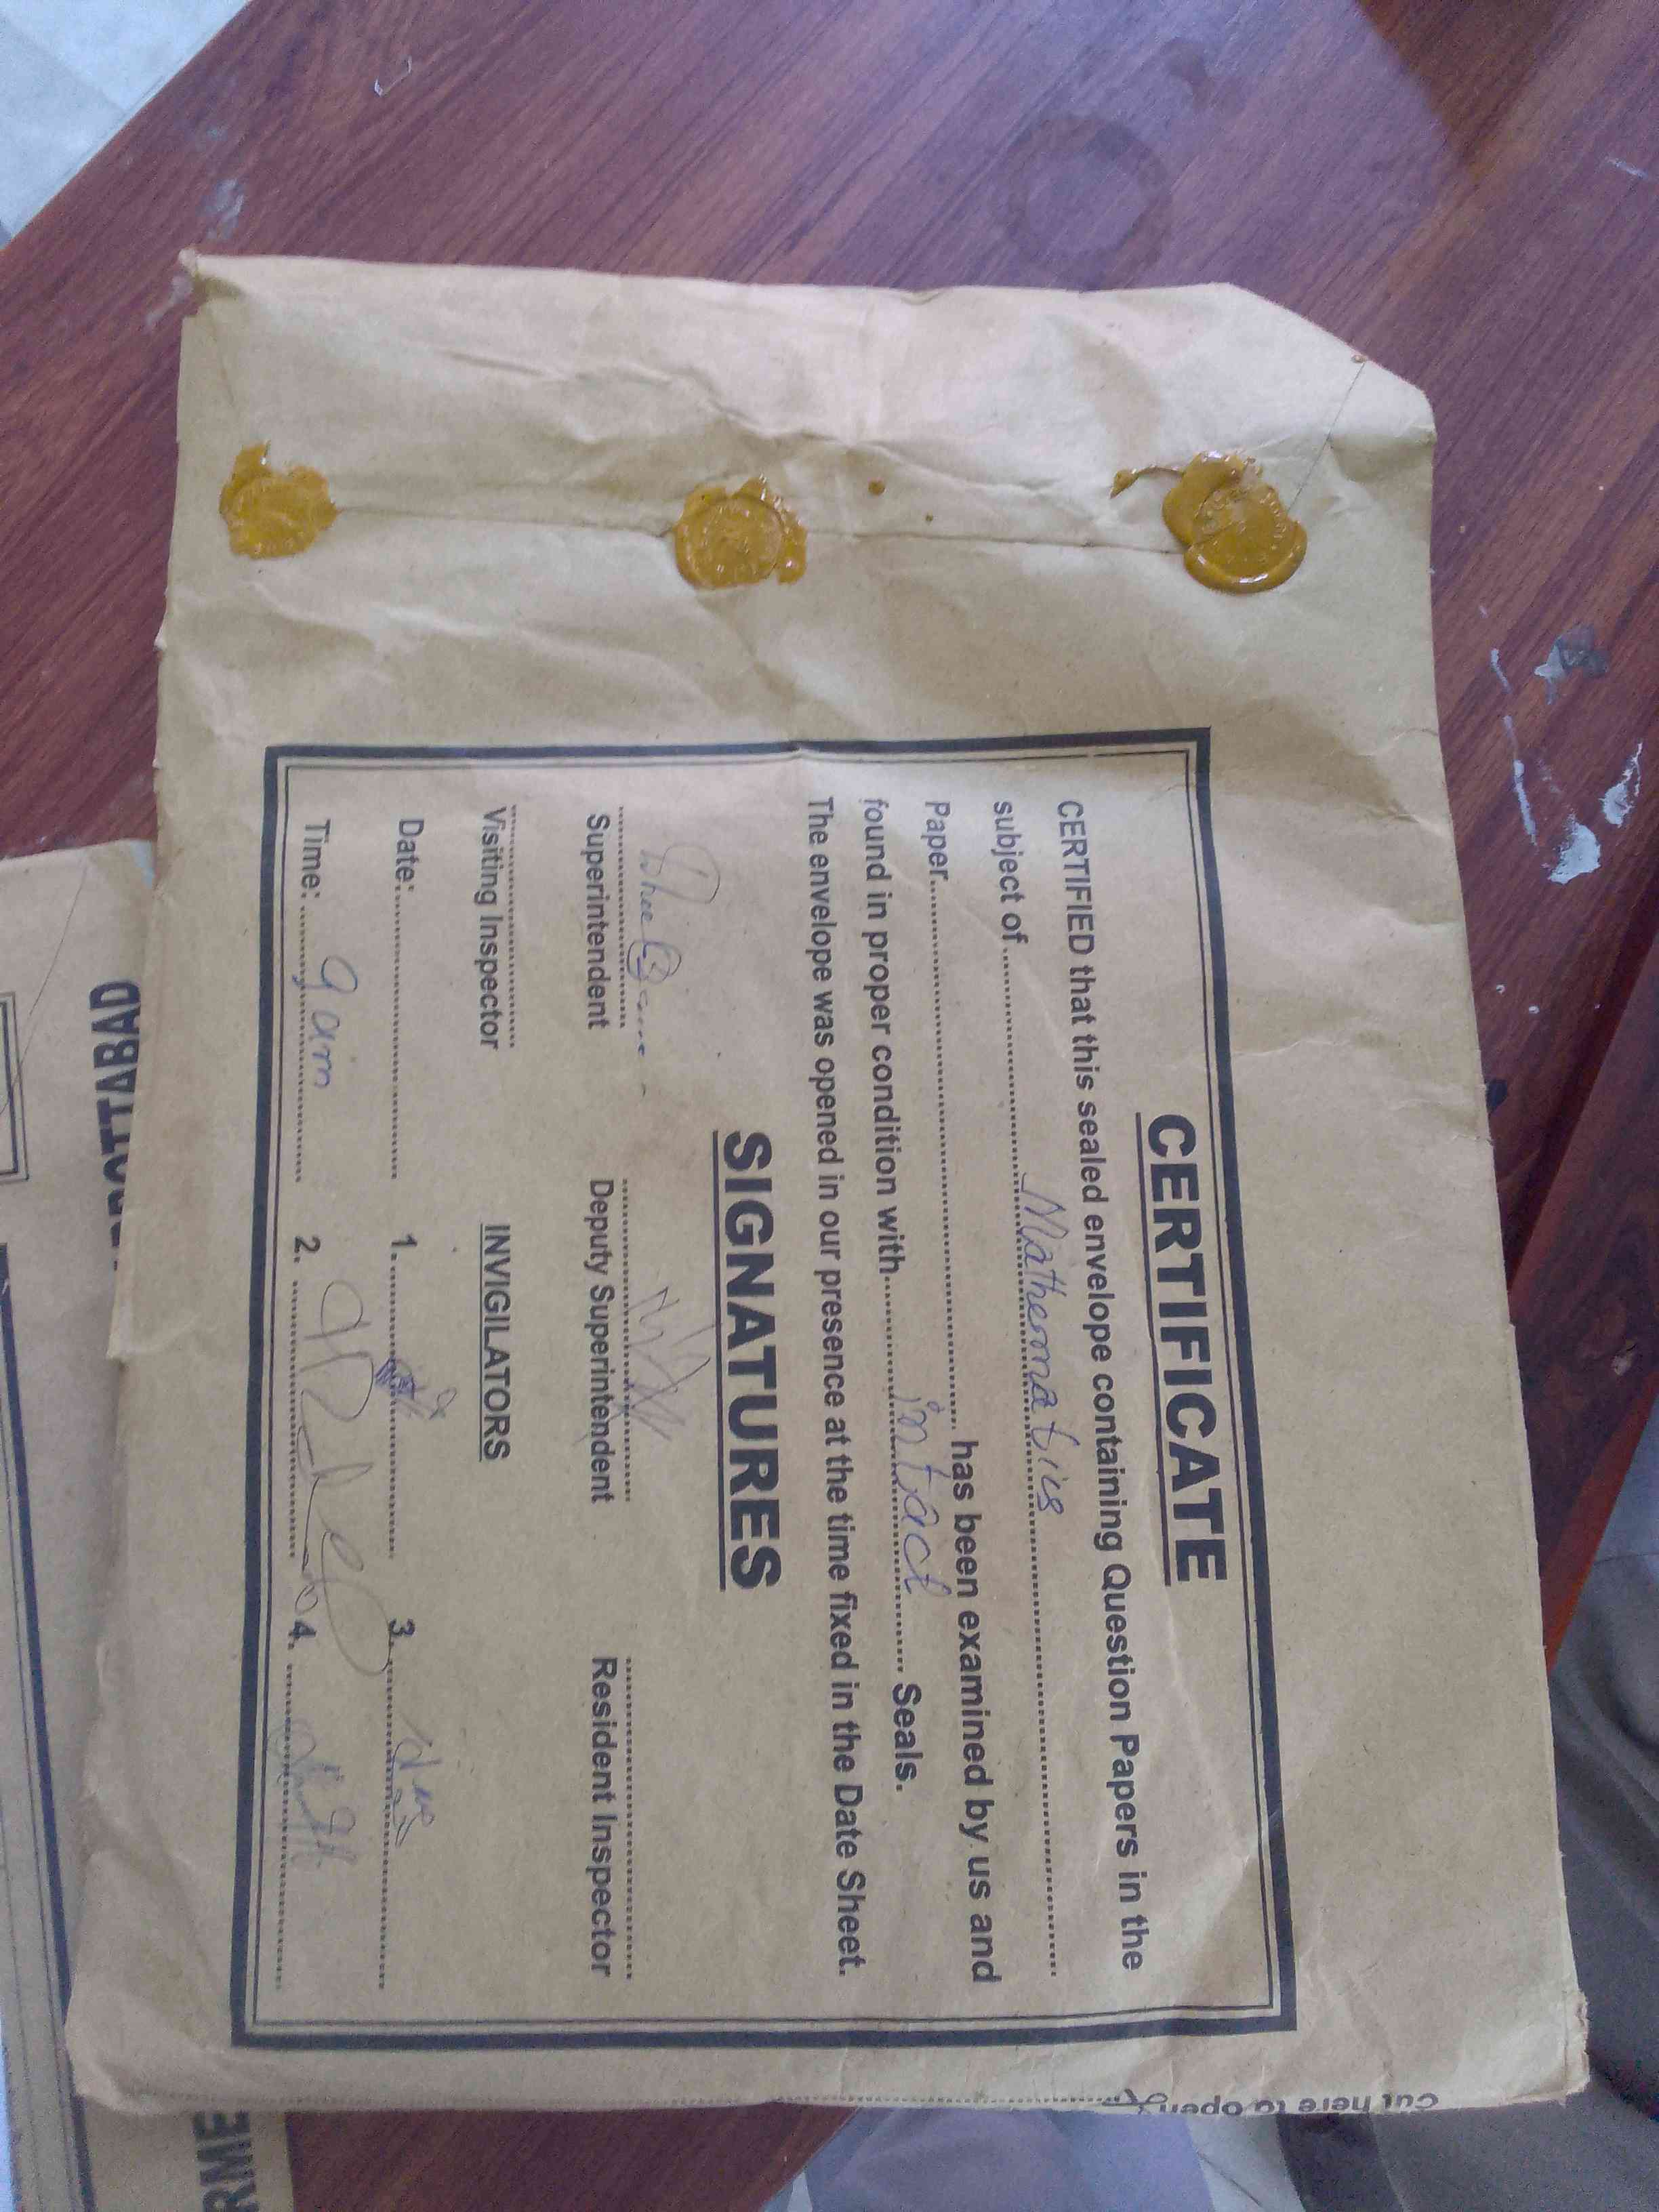 CERTIFICATE
CERTIFIED that this sealed envelope containing Question Papers in the
subject of Mathematics
Paper has been examined by us and
found in proper condition with intact Seals.
The envelope was opened in our presence at the time fixed in the Date Sheet.
SIGNATURES
Superintendent Deputy Superintendent Resident Inspector
Visiting Inspector INVIGILATORS
Date: 1. 3.
Time: 9 am 2. 4.
Cut here to open